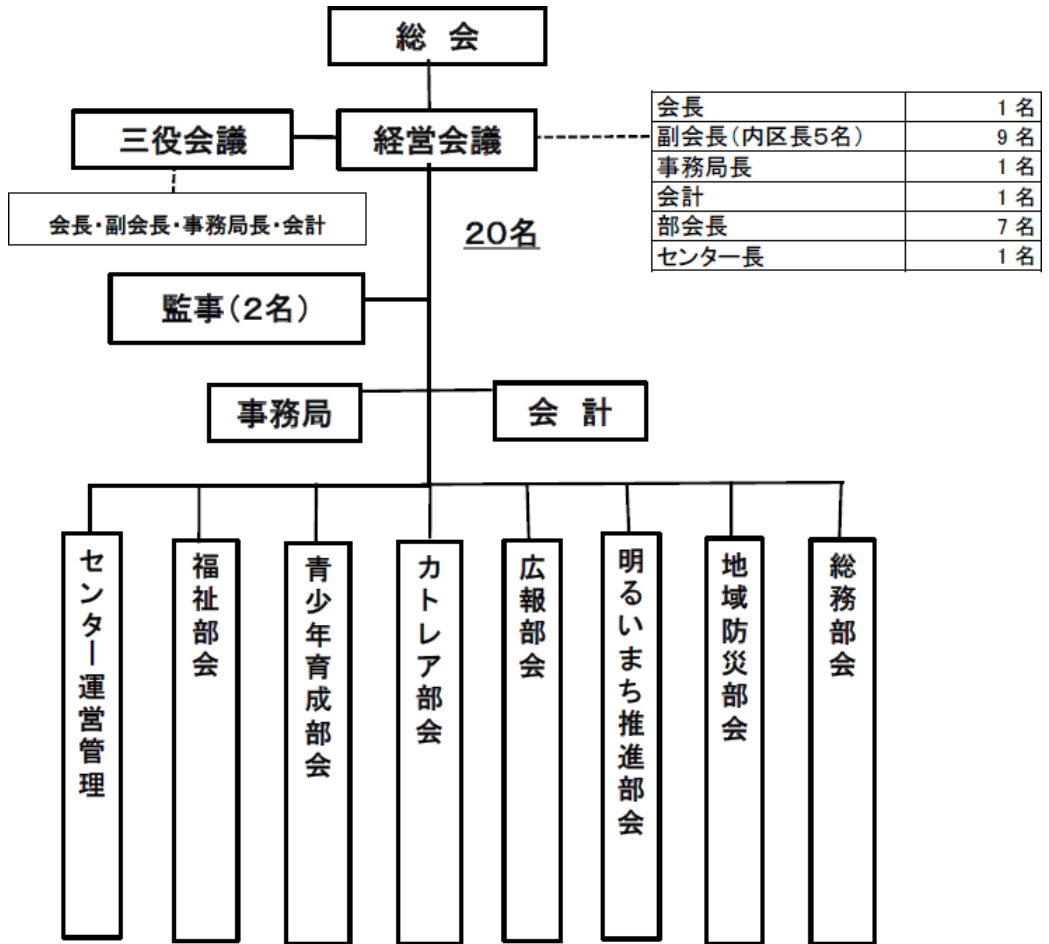 総 会
三役会議
経営会議
会長 1 名
副会長(内区長5名) 9 名
事務局長 1 名
会計 1 名
部会長 7 名
センター長 1 名
会長・副会長・事務局長・会計
20名
監事(2名)
事務局
会 計
センター運営管理
福祉部会
青少年育成部会
カトレア部会
広報部会
明るいまち推進部会
地域防災部会
総務部会